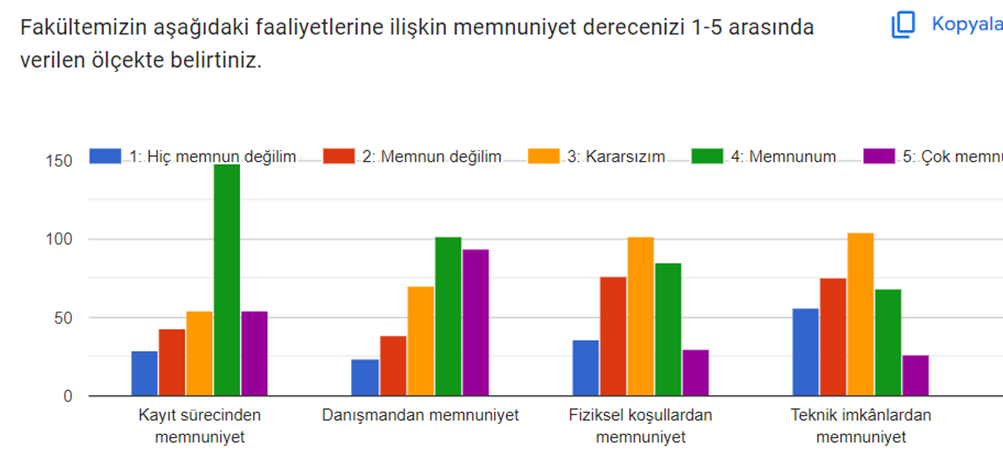 Fakültemizin aşağıdaki faaliyetlerine ilişkin memnuniyet derecenizi 1-5 arasında
verilen ölçekte belirtiniz.
Kopyala
1: Hiç memnun değilim 2: Memnun değilim 3: Kararsızım 4: Memnunum 5: Çok memnu
150
100
50
0
Kayıt sürecinden
memnuniyet
Danışmandan memnuniyet
Fiziksel koşullardan
memnuniyet
Teknik imkânlardan
memnuniyet